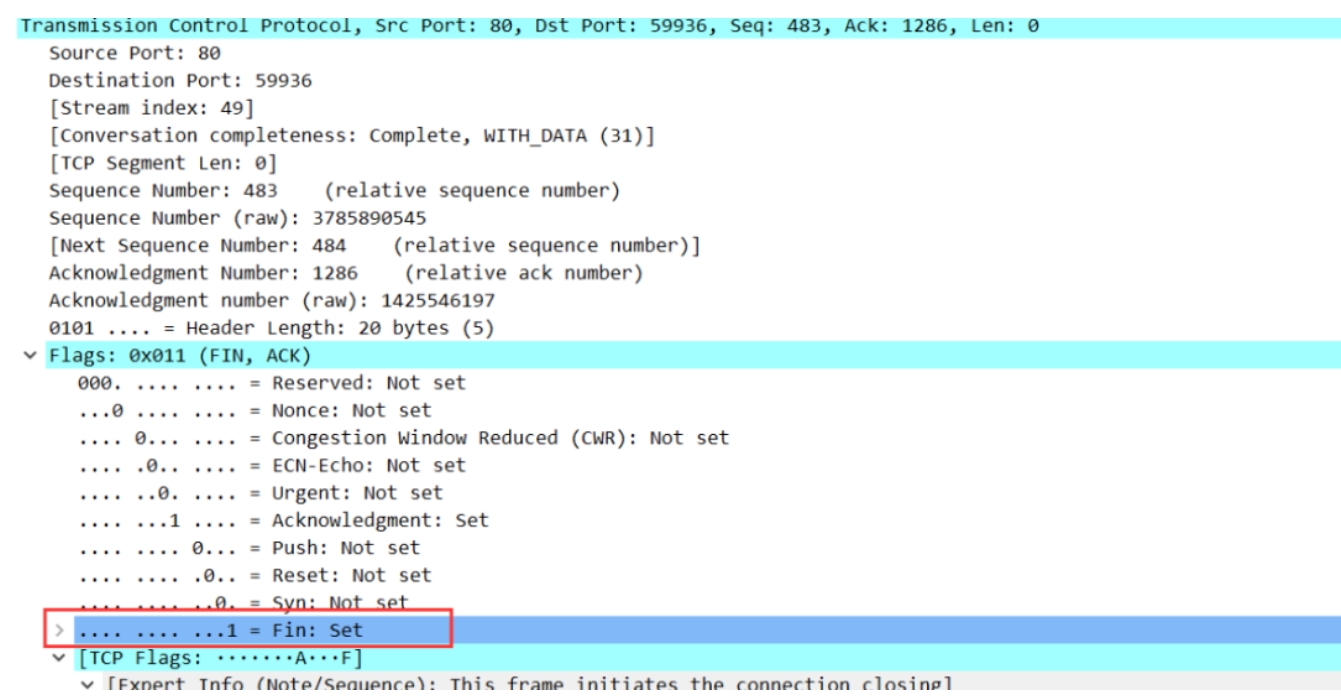 Transmission Control Protocol, Src Port: 80, Dst Port: 59936, Seq: 483, Ack: 1286, Len: 0
Source Port: 80
Destination Port: 59936
[Stream index: 49]
[Conversation completeness: Complete, WITH_DATA (31)]
[TCP Segment Len: 0]
Sequence Number: 483    (relative sequence number)
Sequence Number (raw): 3785890545
[Next Sequence Number: 484    (relative sequence number)]
Acknowledgment Number: 1286    (relative ack number)
Acknowledgment number (raw): 1425546197
0101 .... = Header Length: 20 bytes (5)
Flags: 0x011 (FIN, ACK)
000. .... .... = Reserved: Not set
...0 .... .... = Nonce: Not set
.... 0... .... = Congestion Window Reduced (CWR): Not set
.... .0.. .... = ECN-Echo: Not set
.... ..0. .... = Urgent: Not set
.... ...1 .... = Acknowledgment: Set
.... .... 0... = Push: Not set
.... .... .0.. = Reset: Not set
.... .... ..0. = Syn: Not set
.... .... ...1 = Fin: Set
[TCP Flags: ·······A···F]
[Expert Info (Note/Sequence): This frame initiates the connection closing]